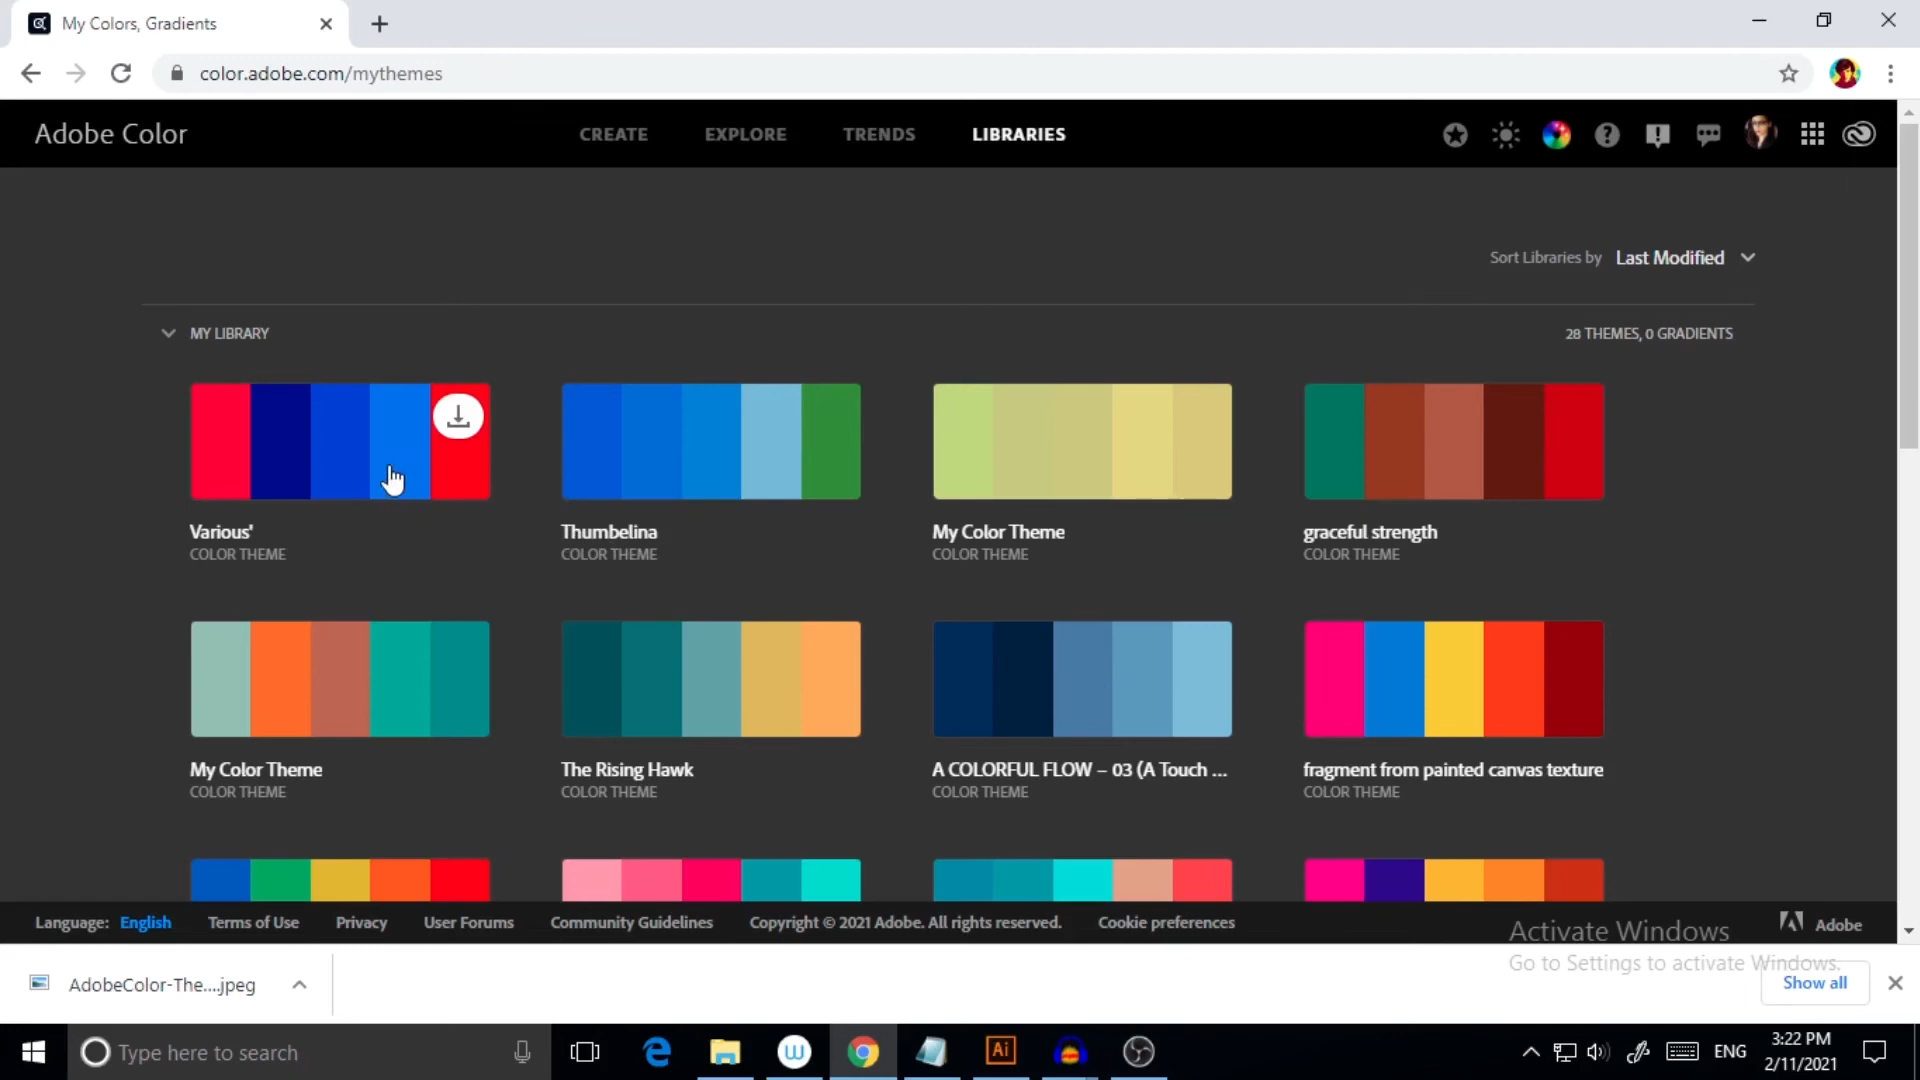 My Colors, Gradients
color.adobe.com/mythemes
Adobe Color
CREATE
EXPLORE
TRENDS
LIBRARIES
Sort Libraries by Last Modified
MY LIBRARY
28 THEMES, 0 GRADIENTS
Various'
COLOR THEME
Thumbelina
COLOR THEME
My Color Theme
COLOR THEME
graceful strength
COLOR THEME
My Color Theme
COLOR THEME
The Rising Hawk
COLOR THEME
A COLORFUL FLOW – 03 (A Touch ...
COLOR THEME
fragment from painted canvas texture
COLOR THEME
Language: English
Terms of Use
Privacy
User Forums
Community Guidelines
Copyright © 2021 Adobe. All rights reserved.
Cookie preferences
Adobe
Activate Windows
Go to Settings to activate Windows.
AdobeColor-The....jpeg
Show all
Type here to search
W
Ai
ENG
3:22 PM
2/11/2021